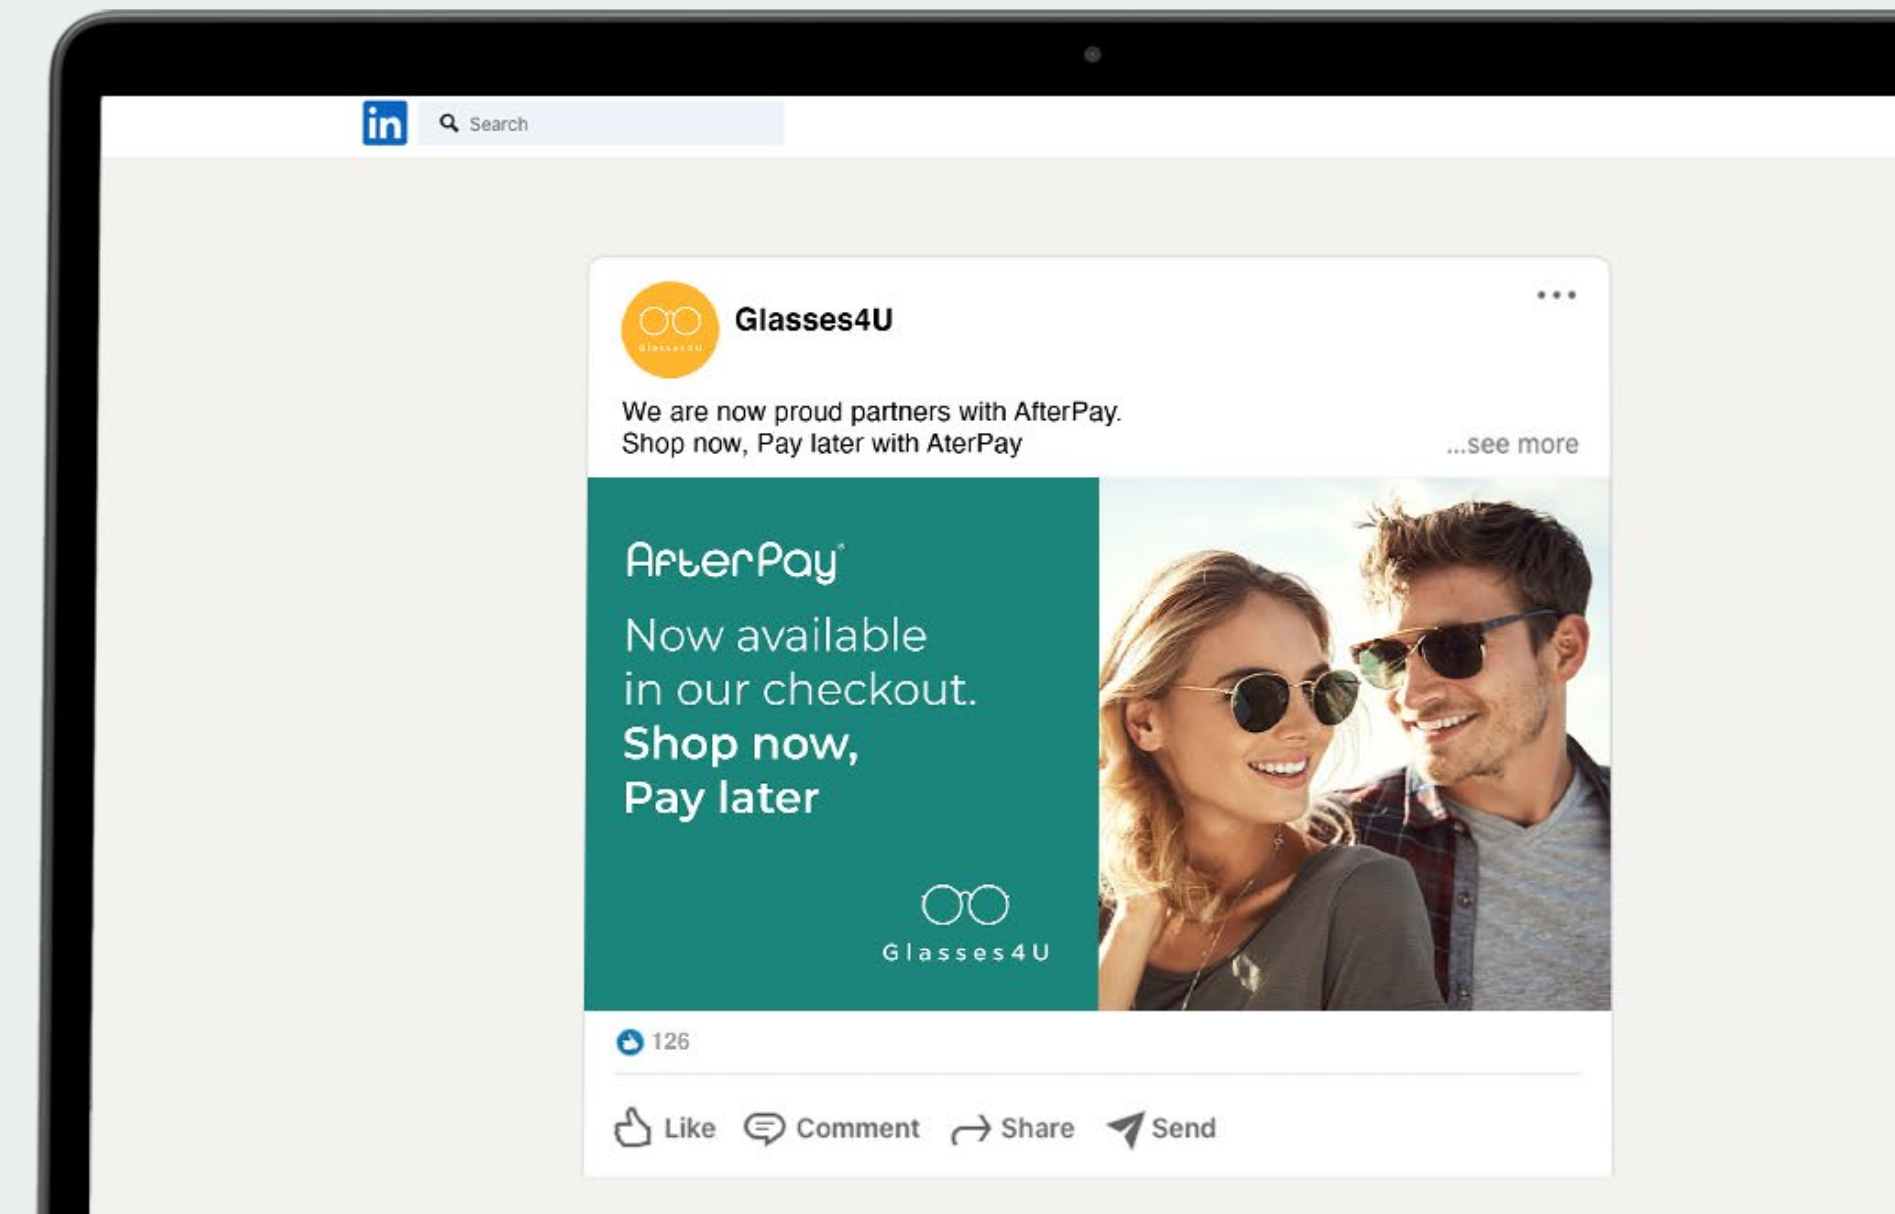 in
Search
Glasses4U
Glasses4U
We are now proud partners with AfterPay.
Shop now, Pay later with AterPay
...see more
AfterPay®
Now available
in our checkout.
Shop now,
Pay later
Glasses4U
126
Like
Comment
Share
Send